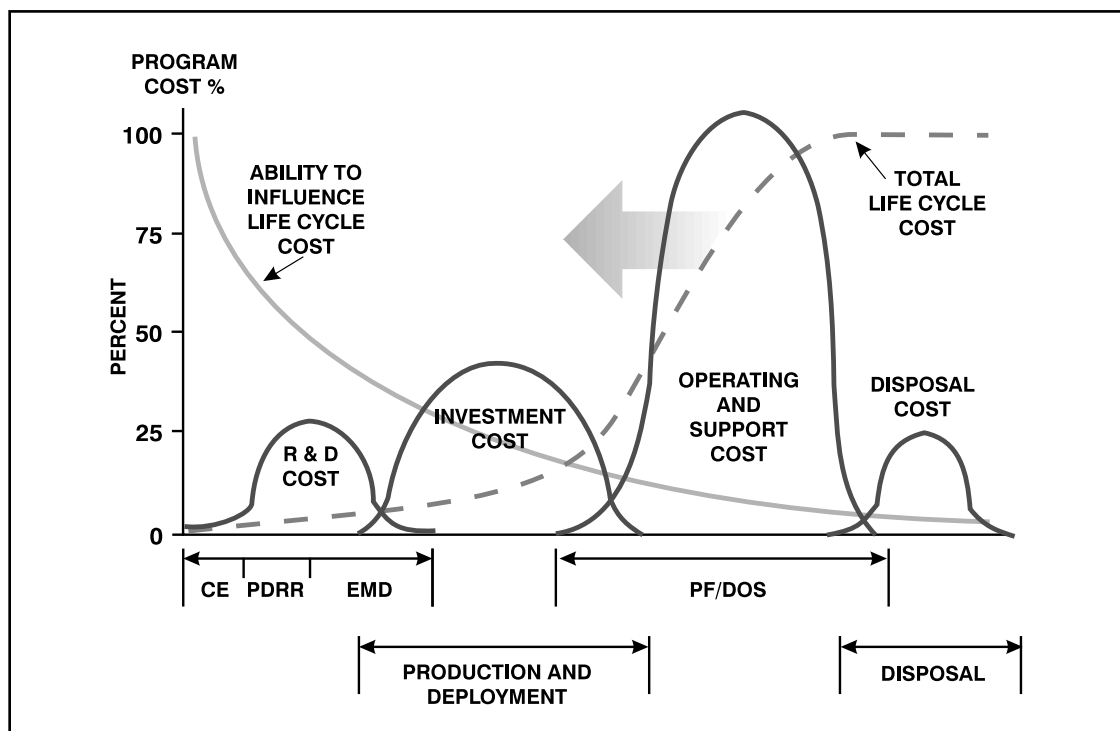 PROGRAM
COST %
100
75
50
25
0
PERCENT
ABILITY TO
INFLUENCE
LIFE CYCLE
COST
TOTAL
LIFE CYCLE
COST
R & D
COST
INVESTMENT
COST
OPERATING
AND
SUPPORT
COST
DISPOSAL
COST
CE
PDRR
EMD
PF/DOS
PRODUCTION AND
DEPLOYMENT
DISPOSAL